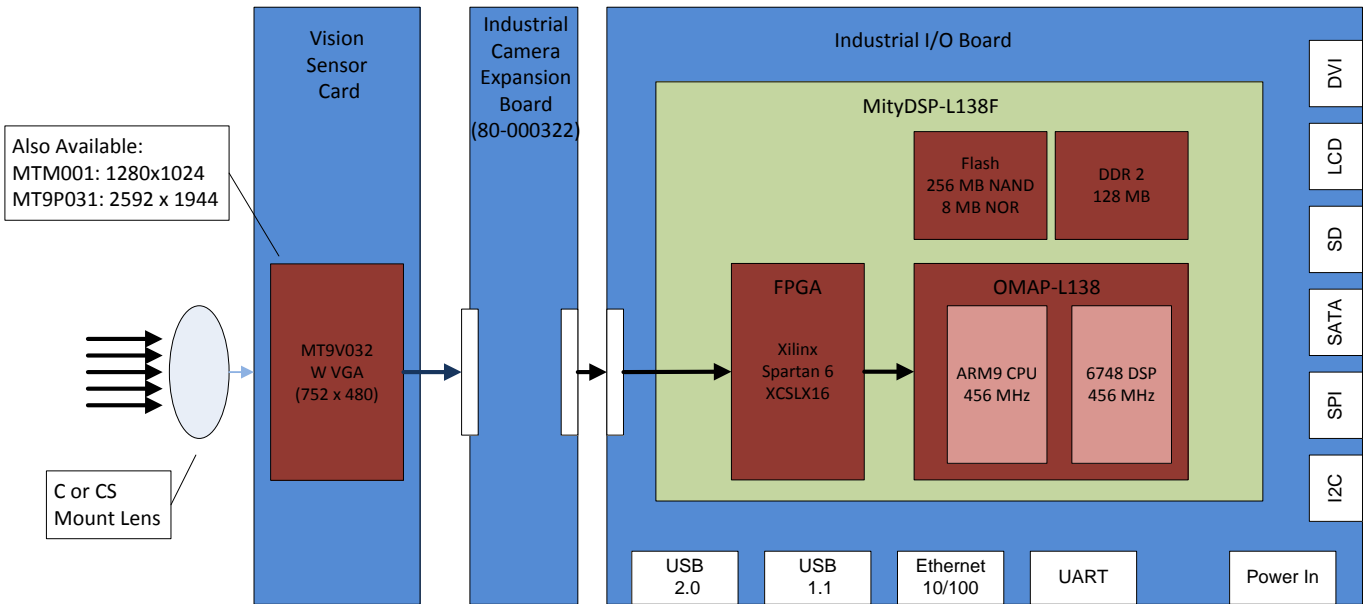 Vision
Sensor
Card
Industrial
Camera
Expansion
Board
(80-000322)
Industrial I/O Board
MityDSP-L138F
Also Available:
MTM001: 1280x1024
MT9P031: 2592 x 1944
Flash
256 MB NAND
8 MB NOR
DDR 2
128 MB
MT9V032
W VGA
(752 x 480)
FPGA
Xilinx
Spartan 6
XCSLX16
OMAP-L138
ARM9 CPU
456 MHz
6748 DSP
456 MHz
C or CS
Mount Lens
DVI
LCD
SD
SATA
SPI
I2C
USB
2.0
USB
1.1
Ethernet
10/100
UART
Power In